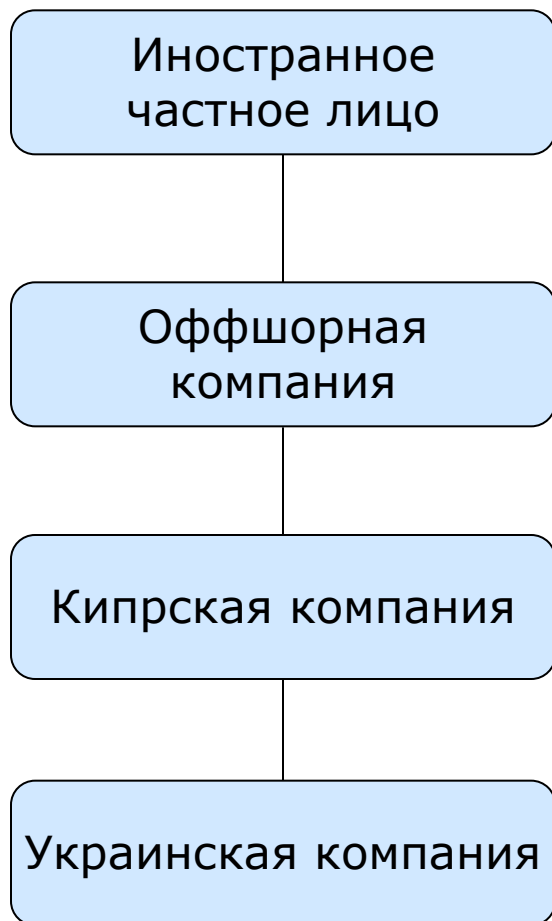 Иностранное
частное лицо
Оффшорная
компания
Кипрская компания
Украинская компания